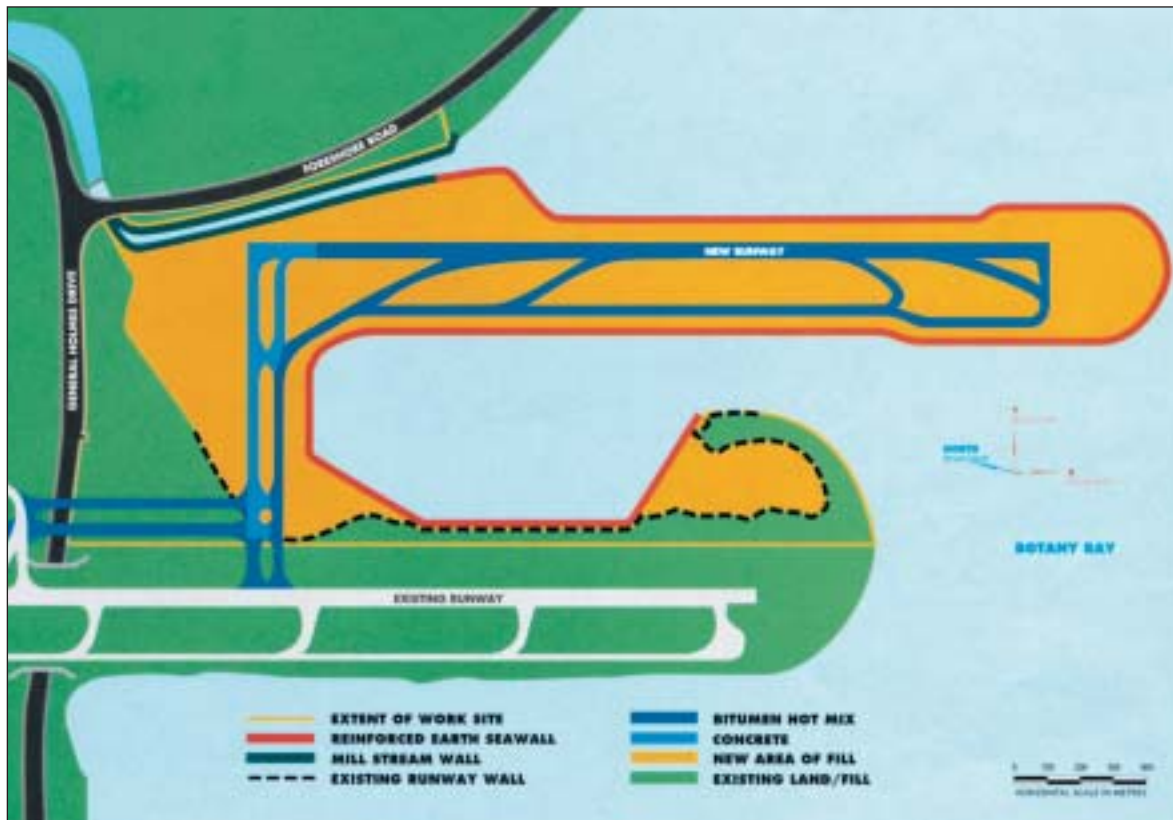 FORESHORE ROAD
GENERAL HOLMES DRIVE
NEW RUNWAY
NORTH
BOTANY BAY
EXISTING RUNWAY
EXTENT OF WORK SITE
REINFORCED EARTH SEAWALL
MILL STREAM WALL
EXISTING RUNWAY WALL
BITUMEN HOT MIX
CONCRETE
NEW AREA OF FILL
EXISTING LAND/FILL
HORIZONTAL SCALE IN METRES